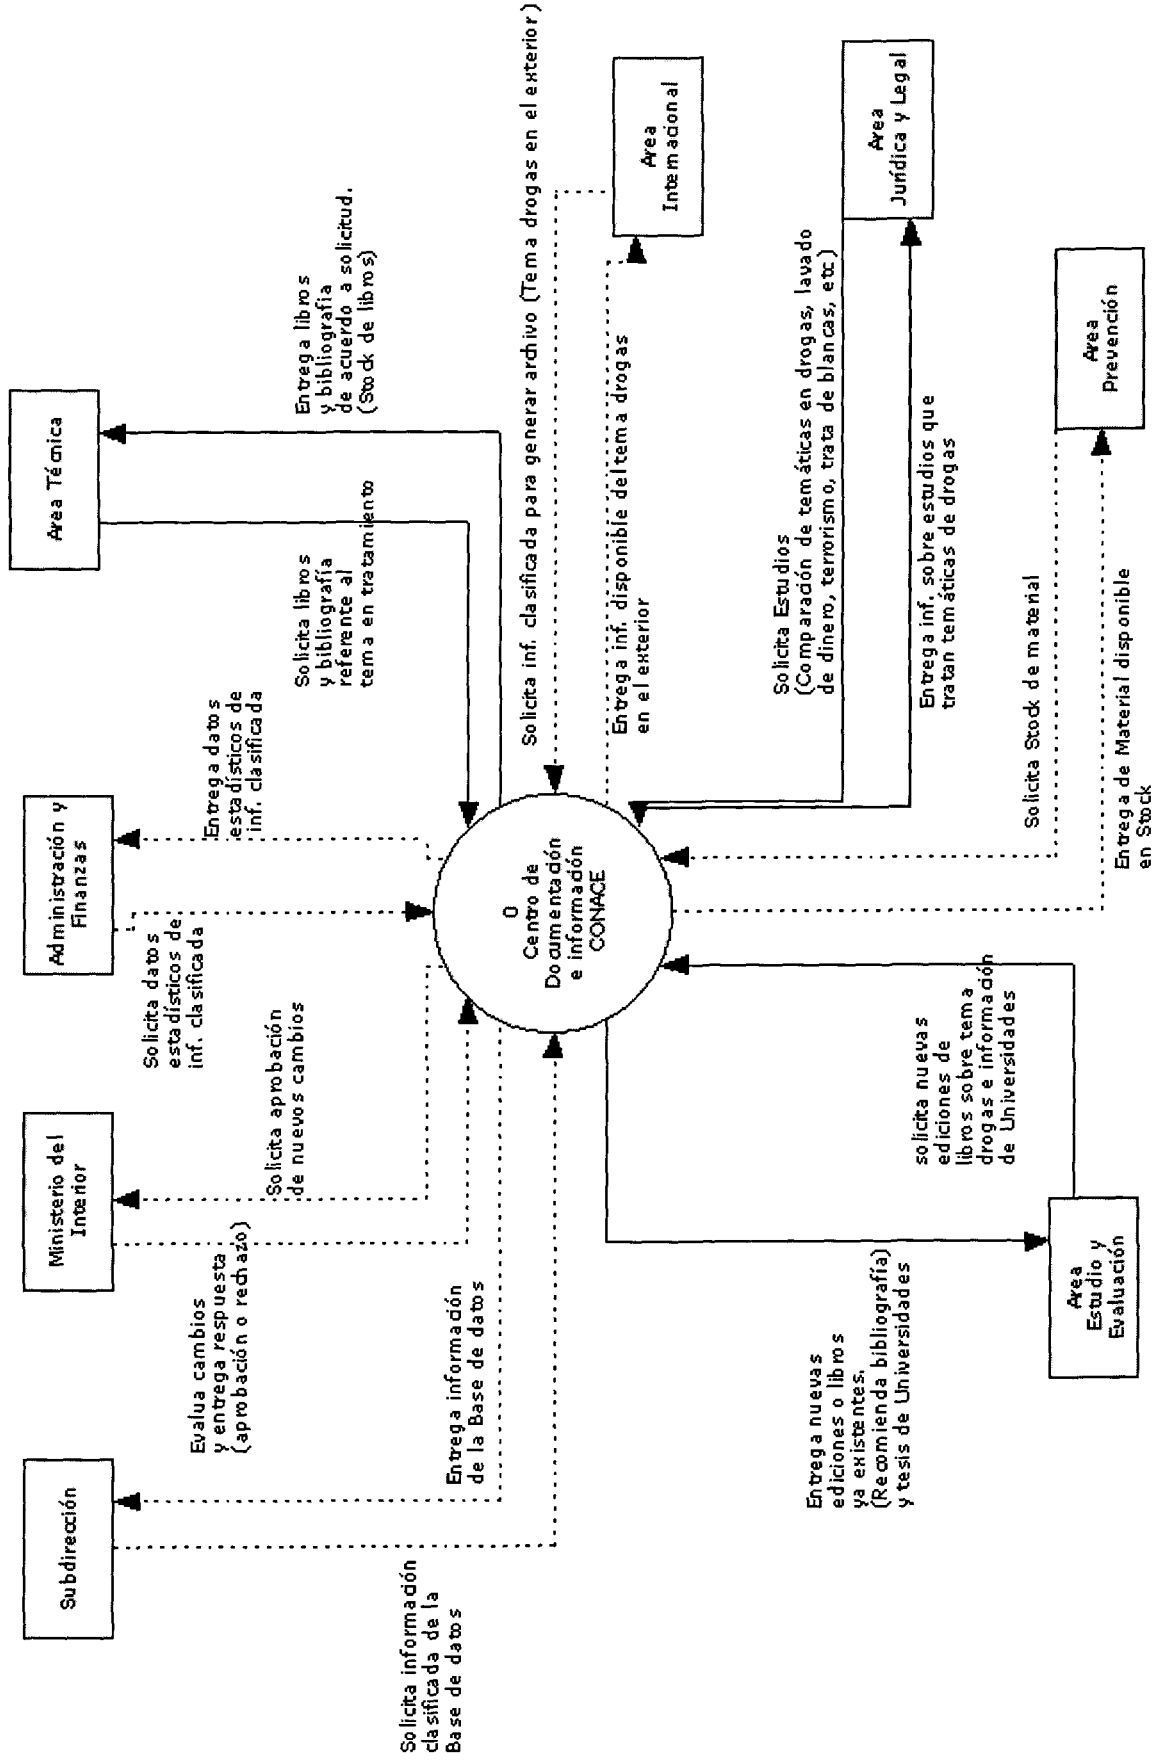 Subdirección
Ministerio del
Interior
Administración y
Finanzas
Area Técnica
Solicita información
clasificada de la
Base de datos
Entrega información
de la Base de datos
Evalua cambios
y entrega respuesta
(aprobación o rechazo)
Solicita aprobación
de nuevos cambios
Solicita datos
estadísticos de
inf. clasificada
Entrega datos
estadísticos de
inf. clasificada
Solicita libros
y bibliografía
referente al
tema en tratamiento
Entrega libros
y bibliografía
de acuerdo a solicitud.
(Stock de libros)
0
Centro de
Documentación
e información
CONACE
Solicita inf. clasificada para generar archivo (Tema drogas en el exterior)
Entrega inf. disponible del tema drogas
en el exterior
Area
Internacional
Solicita Estudios
(Comparación de temáticas en drogas, lavado
de dinero, terrorismo, trata de blancas, etc)
Entrega inf. sobre estudios que
tratan temáticas de drogas
Area
Jurídica y Legal
Solicita Stock de material
Entrega de Material disponible
en Stock
Area
Prevención
Entrega nuevas
ediciones o libros
ya existentes.
(Recomienda bibliografía)
y tesis de Universidades
solicita nuevas
ediciones de
libros sobre tema
drogas e información
de Universidades
Area
Estudio y
Evaluación